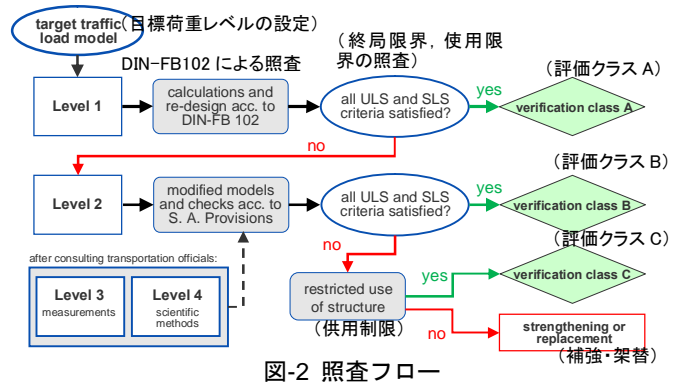 target traffic
load model
(目標荷重レベルの設定)
DIN-FB102 による照査
(終局限界，使用限
界の照査)
(評価クラス A)
Level 1
calculations and
re-design acc. to
DIN-FB 102
all ULS and SLS
criteria satisfied?
yes
verification class A
no
(評価クラス B)
Level 2
modified models
and checks acc. to
S. A. Provisions
all ULS and SLS
criteria satisfied?
yes
verification class B
no
(評価クラス C)
after consulting transportation officials:
Level 3
measurements
Level 4
scientific
methods
restricted use
of structure
(供用制限)
yes
verification class C
no
strengthening or
replacement
(補強・架替)
図-2 照査フロー